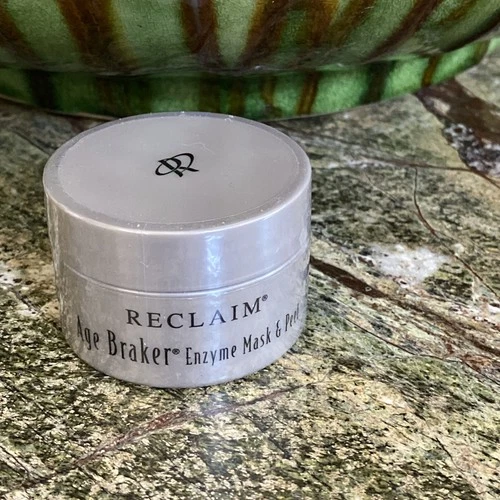 RECLAIM®
Age Braker® Enzyme Mask & Peel